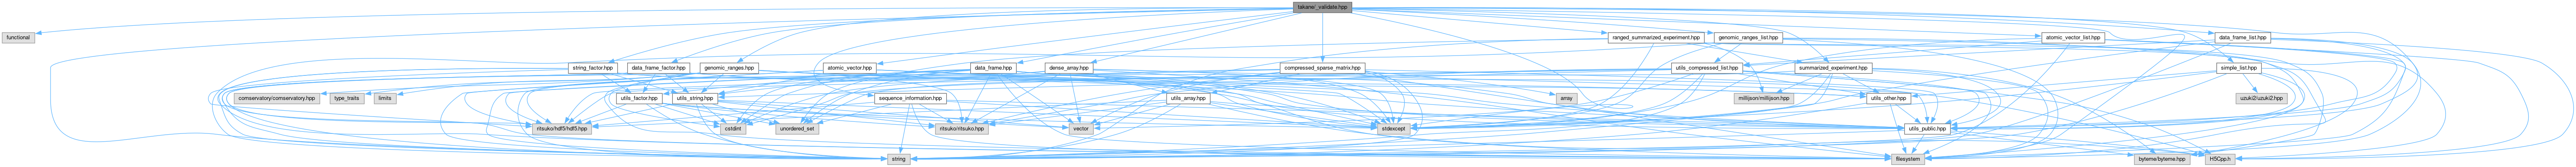 takane/_validate.hpp
functional
ranged_summarized_experiment.hpp
genomic_ranges_list.hpp
atomic_vector_list.hpp
data_frame_list.hpp
string_factor.hpp
data_frame_factor.hpp
genomic_ranges.hpp
atomic_vector.hpp
data_frame.hpp
dense_array.hpp
compressed_sparse_matrix.hpp
utils_compressed_list.hpp
summarized_experiment.hpp
simple_list.hpp
comservatory/comservatory.hpp
type_traits
limits
utils_factor.hpp
utils_string.hpp
sequence_information.hpp
utils_array.hpp
array
millijson/millijson.hpp
utils_other.hpp
uzuki2/uzuki2.hpp
ritsuko/hdf5/hdf5.hpp
cstdint
unordered_set
ritsuko/ritsuko.hpp
vector
stdexcept
utils_public.hpp
string
filesystem
byteme/byteme.hpp
H5Cpp.h